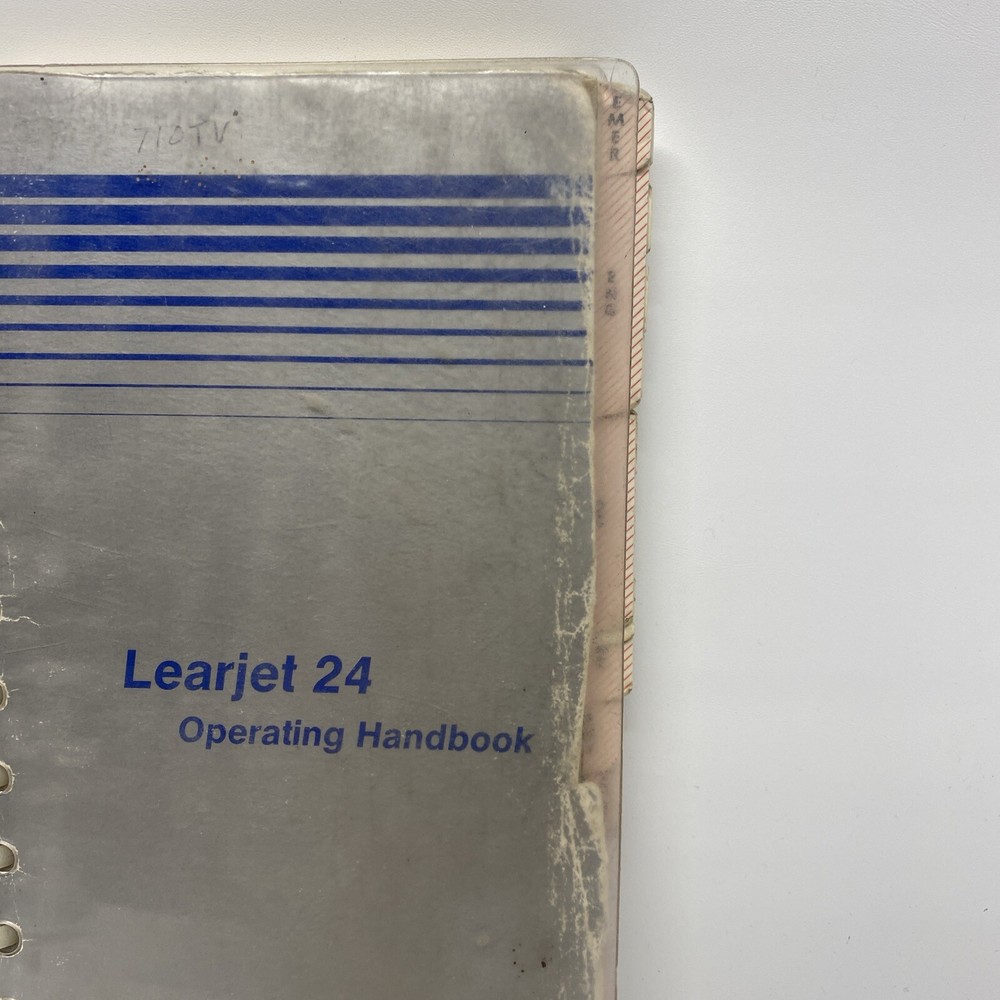 710TV
EMER
ENG
Learjet 24
Operating Handbook